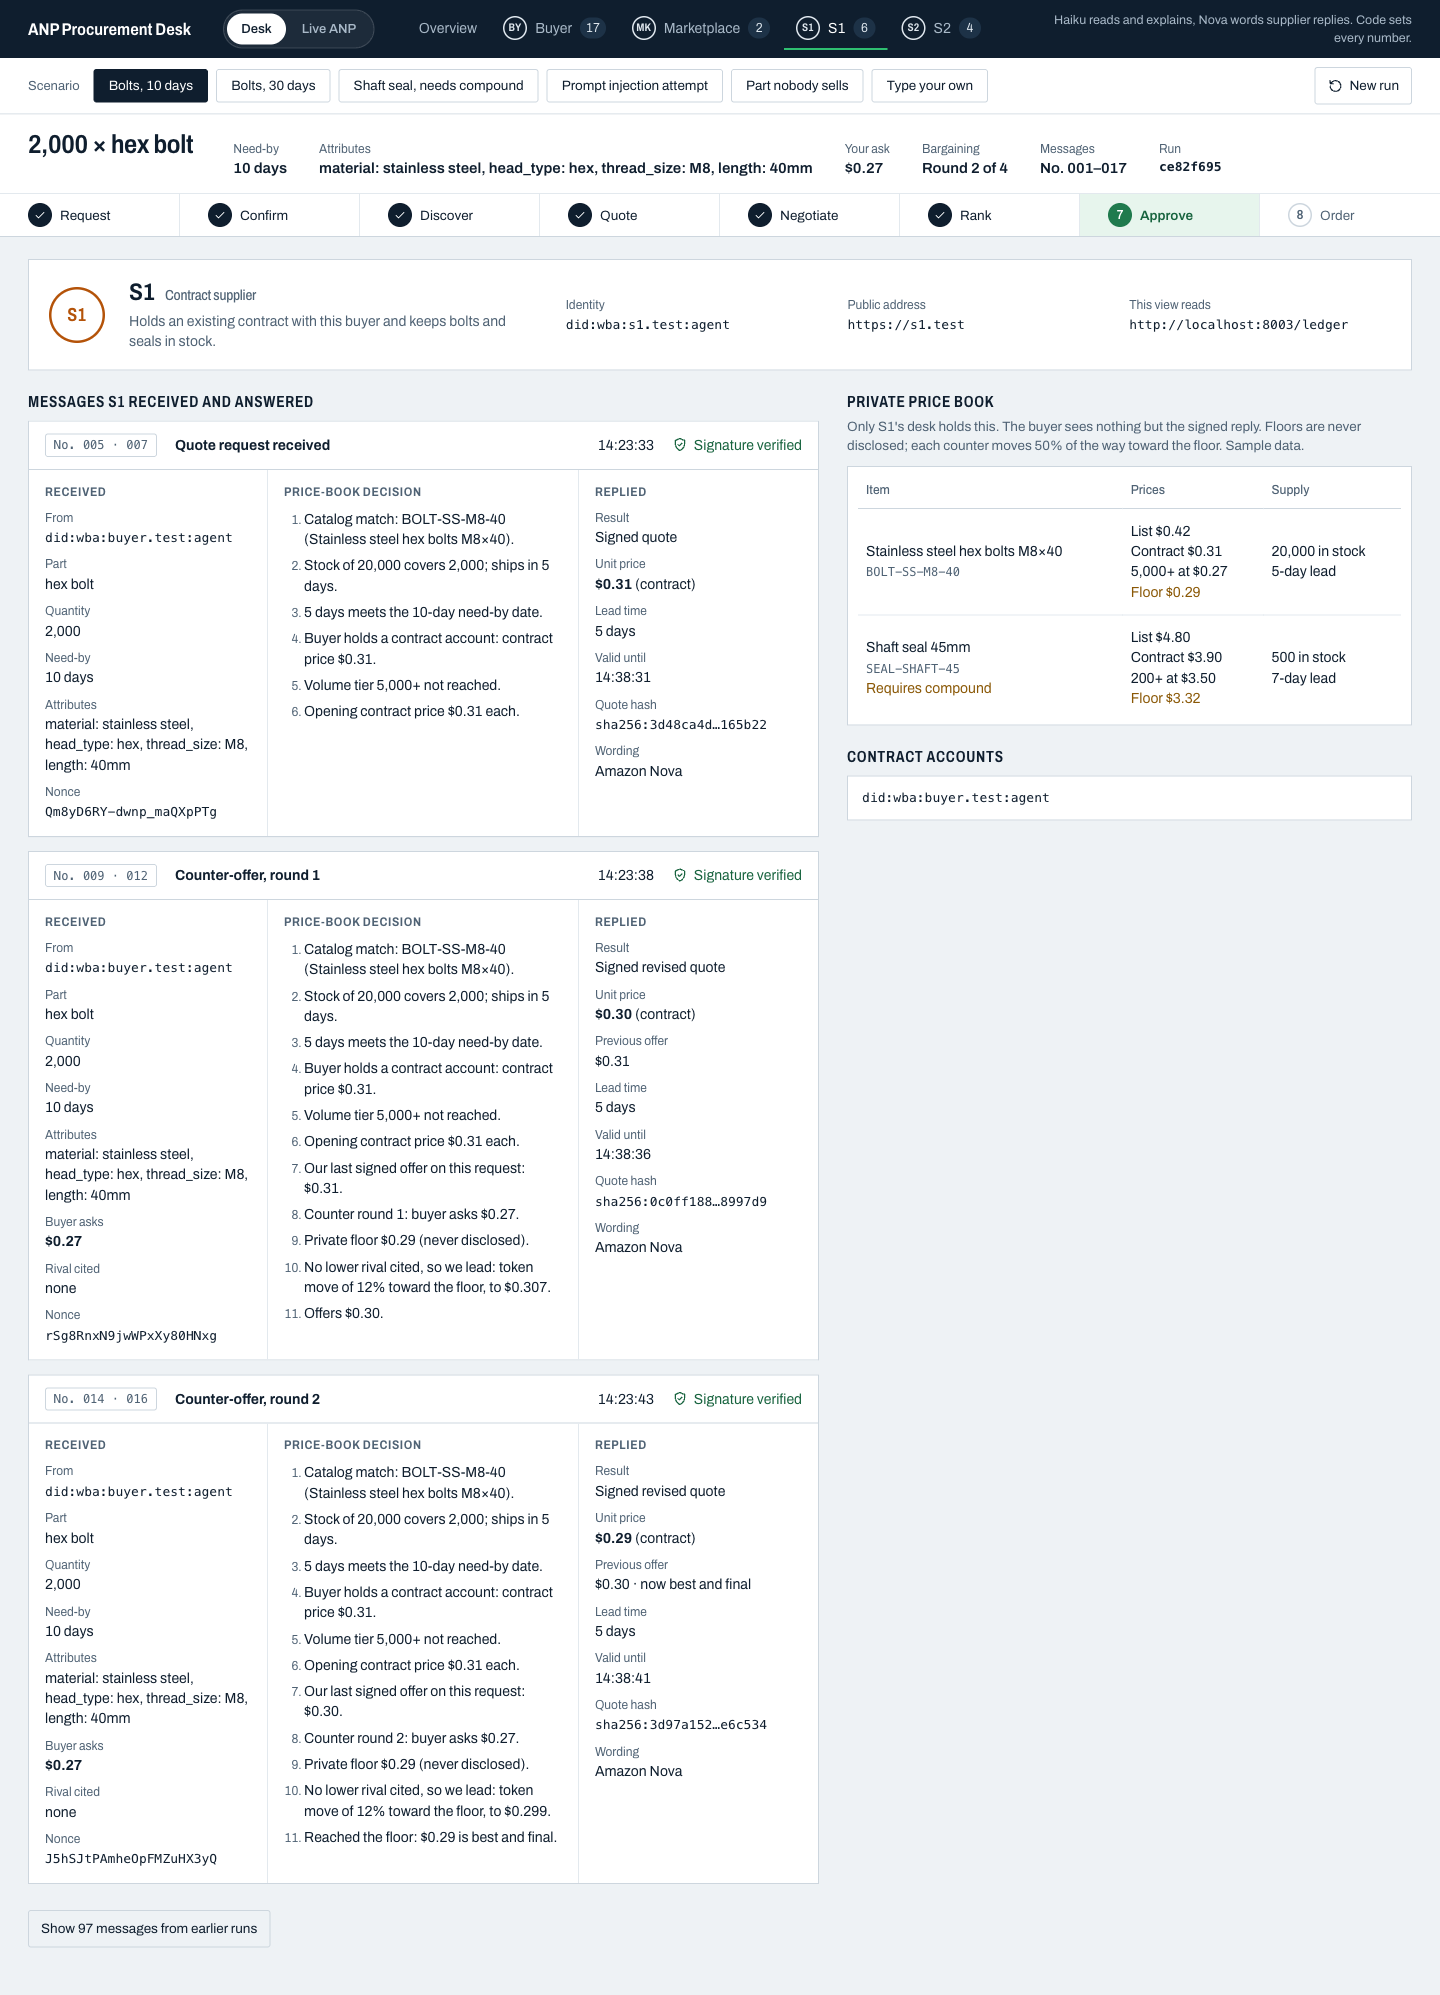 ANP Procurement Desk
Desk
Live ANP
Overview
BY Buyer 17
MK Marketplace 2
S1 S1 6
S2 S2 4
Haiku reads and explains, Nova words supplier replies. Code sets
every number.
Scenario
Bolts, 10 days
Bolts, 30 days
Shaft seal, needs compound
Prompt injection attempt
Part nobody sells
Type your own
New run
2,000 × hex bolt
Need-by
10 days
Attributes
material: stainless steel, head_type: hex, thread_size: M8, length: 40mm
Your ask
$0.27
Bargaining
Round 2 of 4
Messages
No. 001–017
Run
ce82f695
Request
Confirm
Discover
Quote
Negotiate
Rank
7 Approve
8 Order
S1
S1 Contract supplier
Holds an existing contract with this buyer and keeps bolts and
seals in stock.
Identity
did:wba:s1.test:agent
Public address
https://s1.test
This view reads
http://localhost:8003/ledger
MESSAGES S1 RECEIVED AND ANSWERED
No. 005 · 007
Quote request received
14:23:33
Signature verified
RECEIVED
From
did:wba:buyer.test:agent
Part
hex bolt
Quantity
2,000
Need-by
10 days
Attributes
material: stainless steel,
head_type: hex, thread_size: M8,
length: 40mm
Nonce
Qm8yD6RY-dwnp_maQXpPTg
PRICE-BOOK DECISION
1. Catalog match: BOLT-SS-M8-40
(Stainless steel hex bolts M8×40).
2. Stock of 20,000 covers 2,000; ships in 5
days.
3. 5 days meets the 10-day need-by date.
4. Buyer holds a contract account: contract
price $0.31.
5. Volume tier 5,000+ not reached.
6. Opening contract price $0.31 each.
REPLIED
Result
Signed quote
Unit price
$0.31 (contract)
Lead time
5 days
Valid until
14:38:31
Quote hash
sha256:3d48ca4d…165b22
Wording
Amazon Nova
No. 009 · 012
Counter-offer, round 1
14:23:38
Signature verified
RECEIVED
From
did:wba:buyer.test:agent
Part
hex bolt
Quantity
2,000
Need-by
10 days
Attributes
material: stainless steel,
head_type: hex, thread_size: M8,
length: 40mm
Buyer asks
$0.27
Rival cited
none
Nonce
rSg8RnxN9jwWPxXy80HNxg
PRICE-BOOK DECISION
1. Catalog match: BOLT-SS-M8-40
(Stainless steel hex bolts M8×40).
2. Stock of 20,000 covers 2,000; ships in 5
days.
3. 5 days meets the 10-day need-by date.
4. Buyer holds a contract account: contract
price $0.31.
5. Volume tier 5,000+ not reached.
6. Opening contract price $0.31 each.
7. Our last signed offer on this request:
$0.31.
8. Counter round 1: buyer asks $0.27.
9. Private floor $0.29 (never disclosed).
10. No lower rival cited, so we lead: token
move of 12% toward the floor, to $0.307.
11. Offers $0.30.
REPLIED
Result
Signed revised quote
Unit price
$0.30 (contract)
Previous offer
$0.31
Lead time
5 days
Valid until
14:38:36
Quote hash
sha256:0c0ff188…8997d9
Wording
Amazon Nova
No. 014 · 016
Counter-offer, round 2
14:23:43
Signature verified
RECEIVED
From
did:wba:buyer.test:agent
Part
hex bolt
Quantity
2,000
Need-by
10 days
Attributes
material: stainless steel,
head_type: hex, thread_size: M8,
length: 40mm
Buyer asks
$0.27
Rival cited
none
Nonce
J5hSJtPAmheOpFMZuHX3yQ
PRICE-BOOK DECISION
1. Catalog match: BOLT-SS-M8-40
(Stainless steel hex bolts M8×40).
2. Stock of 20,000 covers 2,000; ships in 5
days.
3. 5 days meets the 10-day need-by date.
4. Buyer holds a contract account: contract
price $0.31.
5. Volume tier 5,000+ not reached.
6. Opening contract price $0.31 each.
7. Our last signed offer on this request:
$0.30.
8. Counter round 2: buyer asks $0.27.
9. Private floor $0.29 (never disclosed).
10. No lower rival cited, so we lead: token
move of 12% toward the floor, to $0.299.
11. Reached the floor: $0.29 is best and final.
REPLIED
Result
Signed revised quote
Unit price
$0.29 (contract)
Previous offer
$0.30 · now best and final
Lead time
5 days
Valid until
14:38:41
Quote hash
sha256:3d97a152…e6c534
Wording
Amazon Nova
Show 97 messages from earlier runs
PRIVATE PRICE BOOK
Only S1's desk holds this. The buyer sees nothing but the signed reply. Floors are never
disclosed; each counter moves 50% of the way toward the floor. Sample data.
Item
Prices
Supply
Stainless steel hex bolts M8×40
BOLT-SS-M8-40
List $0.42
Contract $0.31
5,000+ at $0.27
Floor $0.29
20,000 in stock
5-day lead
Shaft seal 45mm
SEAL-SHAFT-45
Requires compound
List $4.80
Contract $3.90
200+ at $3.50
Floor $3.32
500 in stock
7-day lead
CONTRACT ACCOUNTS
did:wba:buyer.test:agent